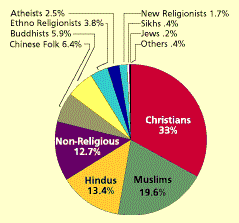 Atheists 2.5%
Ethno Religionists 3.8%
Buddhists 5.9%
Chinese Folk 6.4%
New Religionists 1.7%
Sikhs .4%
Jews .2%
Others .4%
Christians
33%
Non-Religious
12.7%
Hindus
13.4%
Muslims
19.6%